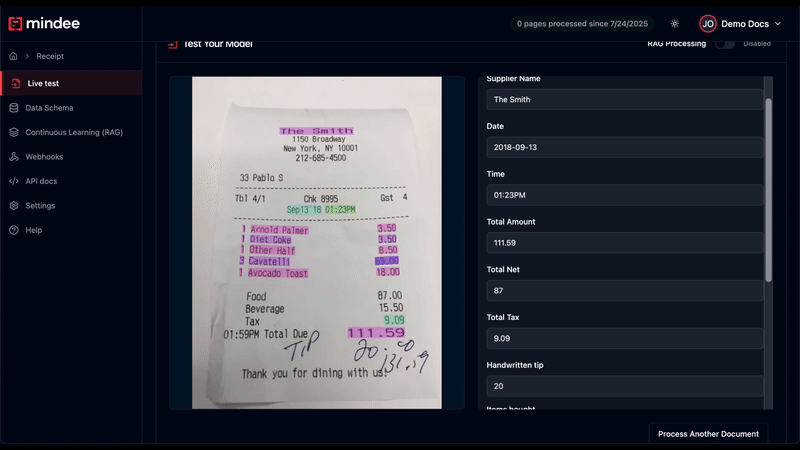 mindee
0 pages processed since 7/24/2025
JO
Demo Docs
Receipt
Live test
Data Schema
Continuous Learning (RAG)
Webhooks
API docs
Settings
Help
Test Your Model
RAG Processing
Disabled
The Smith
1150 Broadway
New York, NY 10001
212-685-4500
33 Pablo S
Tbl 4/1 Chk 8995 Gst 4
Sep13'18 01:23PM
1 Arnold Palmer 3.50
1 Diet Coke 3.50
1 Other Half 8.50
3 Cavatelli 69.00
1 Avocado Toast 18.00
Food 87.00
Beverage 15.50
Tax 9.09
01:59PM Total Due 111.59
TIP 20.00
131.59
Thank you for dining with us.
Supplier Name
The Smith
Date
2018-09-13
Time
01:23PM
Total Amount
111.59
Total Net
87
Total Tax
9.09
Handwritten tip
20
Items bought
Process Another Document